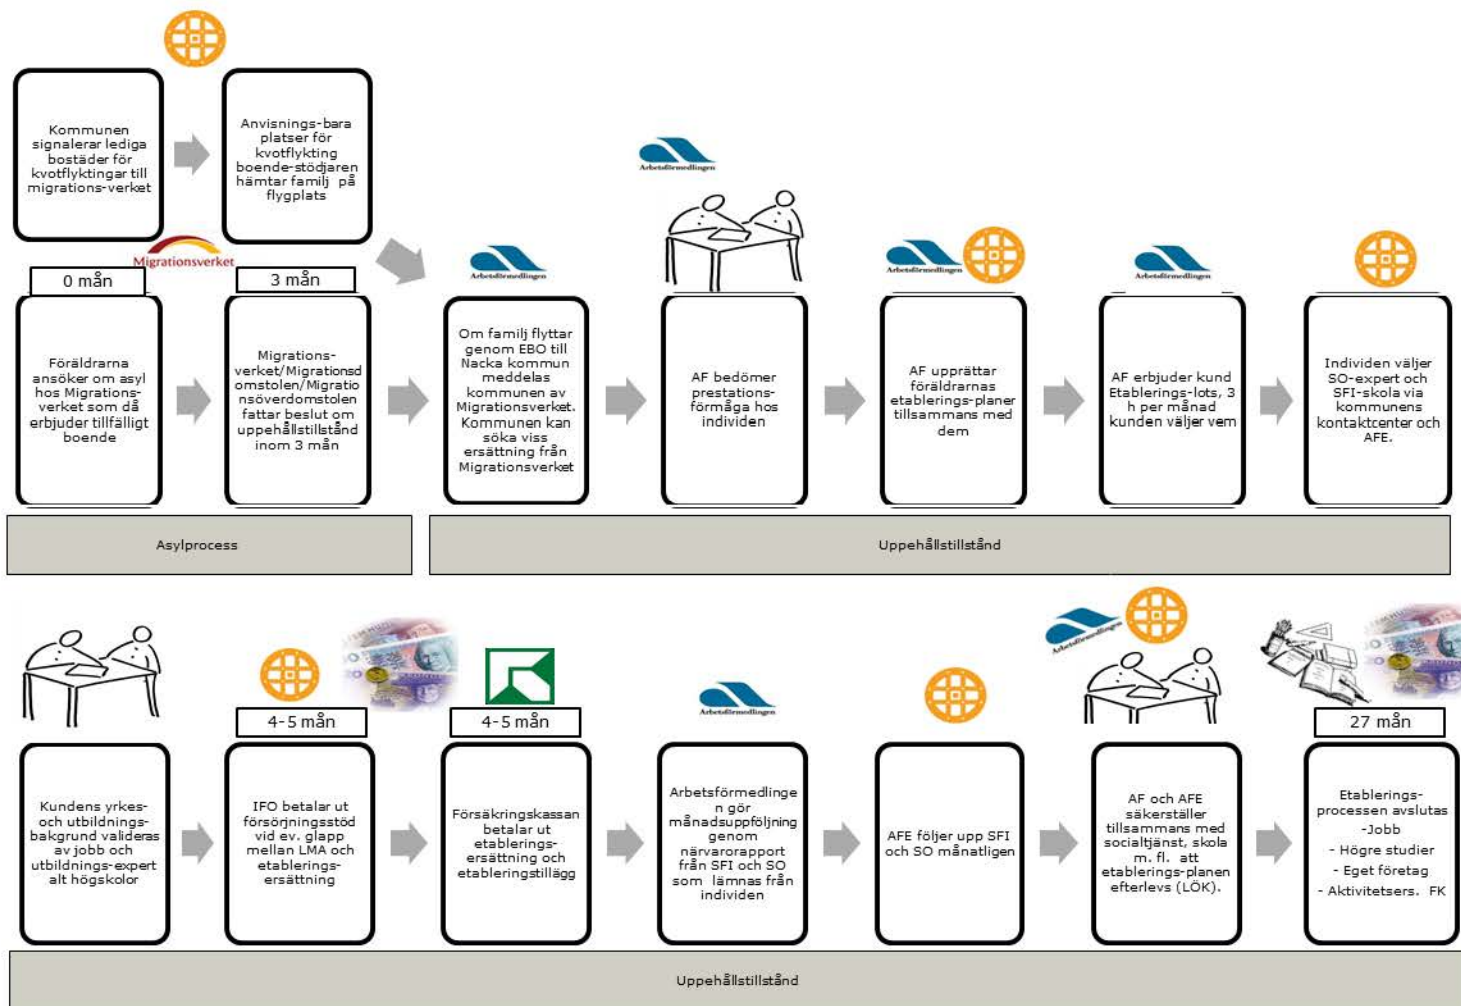 Kommunen
signalerar lediga
bostäder för
kvotflyktingar till
migrations-verket
Anvisnings-bara
platser för
kvotflykting
boende-stödjaren
hämtar familj på
flygplats
Arbetsförmedlingen
Migrationsverket
0 mån
3 mån
Arbetsförmedlingen
Arbetsförmedlingen
Arbetsförmedlingen
Föräldrarna
ansöker om asyl
hos Migrations-
verket som då
erbjuder tillfälligt
boende
Migrations-
verket/Migrationsd
omstolen/Migratio
nsöverdomstolen
fattar beslut om
uppehållstillstånd
inom 3 mån
Om familj flyttar
genom EBO till
Nacka kommun
meddelas
kommunen av
Migrationsverket.
Kommunen kan
söka viss
ersättning från
Migrationsverket
AF bedömer
prestations-
förmåga hos
individen
AF upprättar
föräldrarnas
etablerings-planer
tillsammans med
dem
AF erbjuder kund
Etablerings-lots, 3
h per månad
kunden väljer vem
Individen väljer
SO-expert och
SFI-skola via
kommunens
kontaktcenter och
AFE.
Asylprocess
Uppehållstillstånd
4-5 mån
4-5 mån
Arbetsförmedlingen
Arbetsförmedlingen
27 mån
Kundens yrkes-
och utbildnings-
bakgrund valideras
av jobb och
utbildnings-expert
alt högskolor
IFO betalar ut
försörjningsstöd
vid ev. glapp
mellan LMA och
etablerings-
ersättning
Försäkringskassan
betalar ut
etablerings-
ersättning och
etableringstillägg
Arbetsförmedlinge
n gör
månadsuppföljning
genom
närvarorapport
från SFI och SO
som lämnas från
individen
AFE följer upp SFI
och SO månatligen
AF och AFE
säkerställer
tillsammans med
socialtjänst, skola
m. fl. att
etablerings-planen
efterlevs (LÖK).
Etablerings-
processen avslutas
-Jobb
- Högre studier
- Eget företag
- Aktivitetsers. FK
Uppehållstillstånd